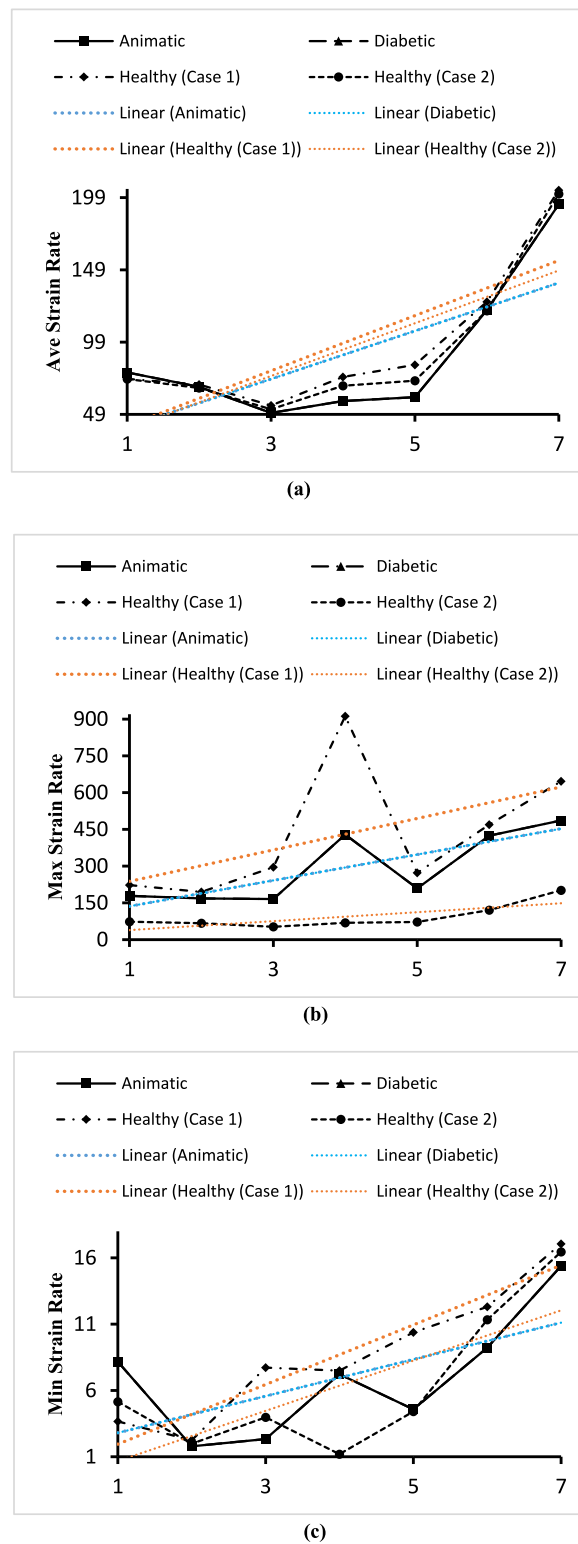 Animatic Diabetic
Healthy (Case 1) Healthy (Case 2)
Linear (Animatic) Linear (Diabetic)
Linear (Healthy (Case 1)) Linear (Healthy (Case 2))
199
149
99
49
Ave Strain Rate
1 3 5 7
(a)
Animatic Diabetic
Healthy (Case 1) Healthy (Case 2)
Linear (Animatic) Linear (Diabetic)
Linear (Healthy (Case 1)) Linear (Healthy (Case 2))
900
750
600
450
300
150
0
Max Strain Rate
1 3 5 7
(b)
Animatic Diabetic
Healthy (Case 1) Healthy (Case 2)
Linear (Animatic) Linear (Diabetic)
Linear (Healthy (Case 1)) Linear (Healthy (Case 2))
16
11
6
1
Min Strain Rate
1 3 5 7
(c)